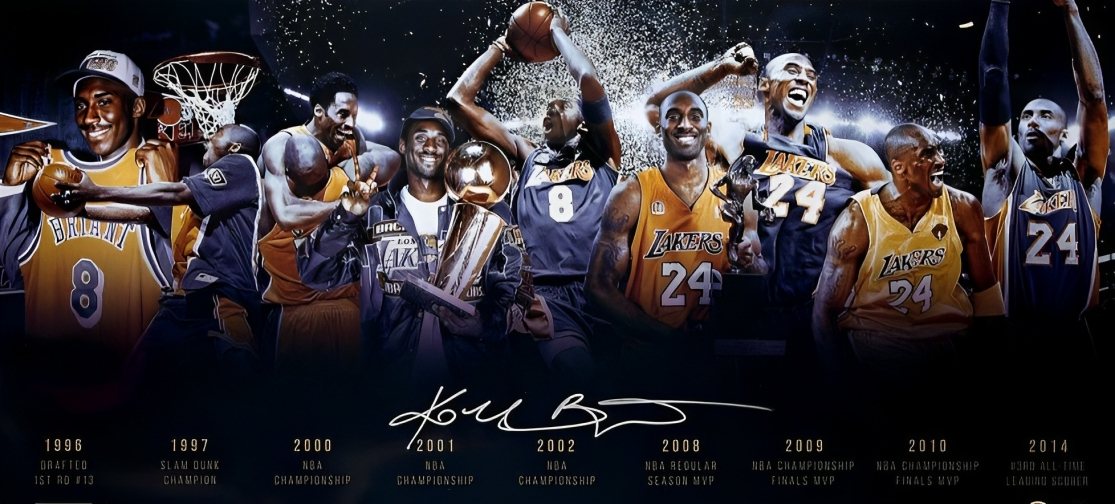 BRYANT
8
LAKERS
8
LAKERS
24
LAKERS
24
LAKERS
24
24
Kobe Bryant
1996
DRAFTED
1ST RD #13
1997
SLAM DUNK
CHAMPION
2000
NBA
CHAMPIONSHIP
2001
NBA
CHAMPIONSHIP
2002
NBA
CHAMPIONSHIP
2008
NBA REGULAR
SEASON MVP
2009
NBA CHAMPIONSHIP
FINALS MVP
2010
NBA CHAMPIONSHIP
FINALS MVP
2014
#3RD ALL-TIME
LEADING SCORER